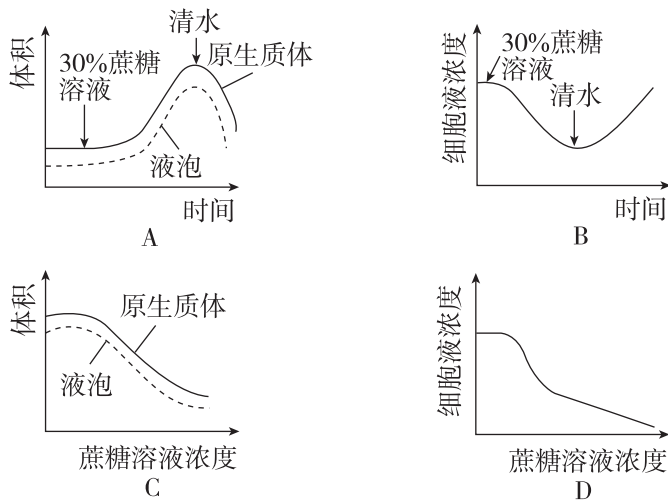 体积
30%蔗糖
溶液
清水
原生质体
液泡
时间
A
细胞液浓度
30%蔗糖
溶液
清水
时间
B
体积
原生质体
液泡
蔗糖溶液浓度
C
细胞液浓度
蔗糖溶液浓度
D